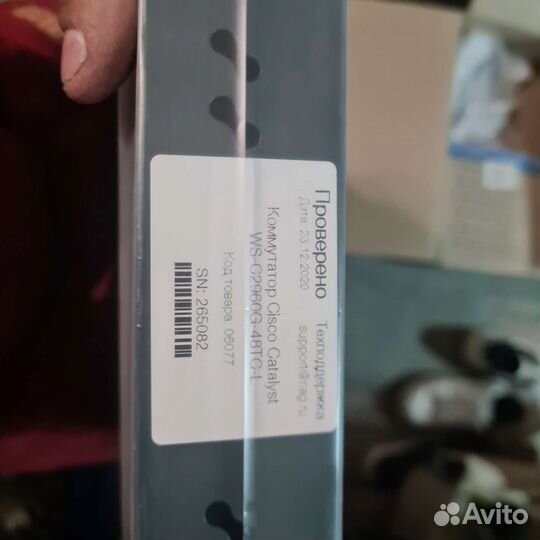 Проверено
Дата: 23.12.2020
Техподдержка
support@nag.ru
Коммутатор Cisco Catalyst
WS-C2960G-48TC-L
Код товара: 06077
SN: 265082
Avito